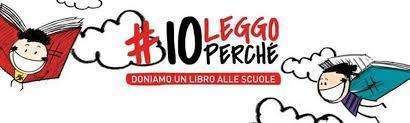 #IO LEGGO
PERCHÉ
DONIAMO UN LIBRO ALLE SCUOLE